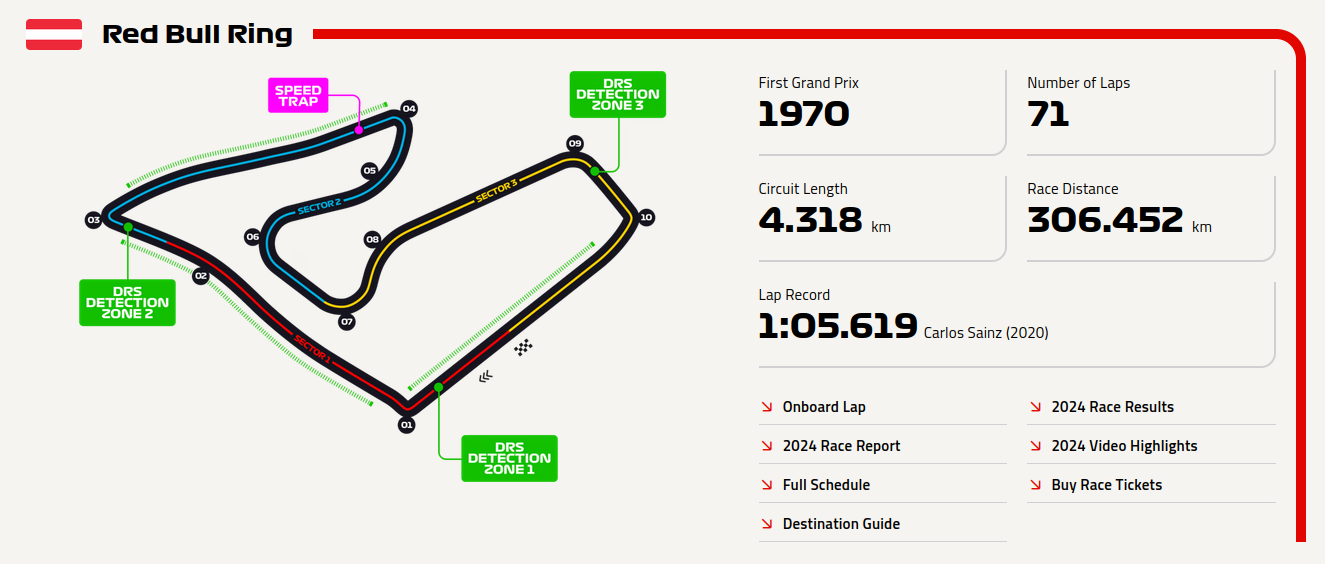 Red Bull Ring
SPEED
TRAP
DRS
DETECTION
ZONE 3
04
09
05
SECTOR 3
SECTOR 2
03
10
06
08
02
DRS
DETECTION
ZONE 2
07
SECTOR 1
01
DRS
DETECTION
ZONE 1
First Grand Prix
1970
Number of Laps
71
Circuit Length
4.318 km
Race Distance
306.452 km
Lap Record
1:05.619 Carlos Sainz (2020)
Onboard Lap
2024 Race Results
2024 Race Report
2024 Video Highlights
Full Schedule
Buy Race Tickets
Destination Guide